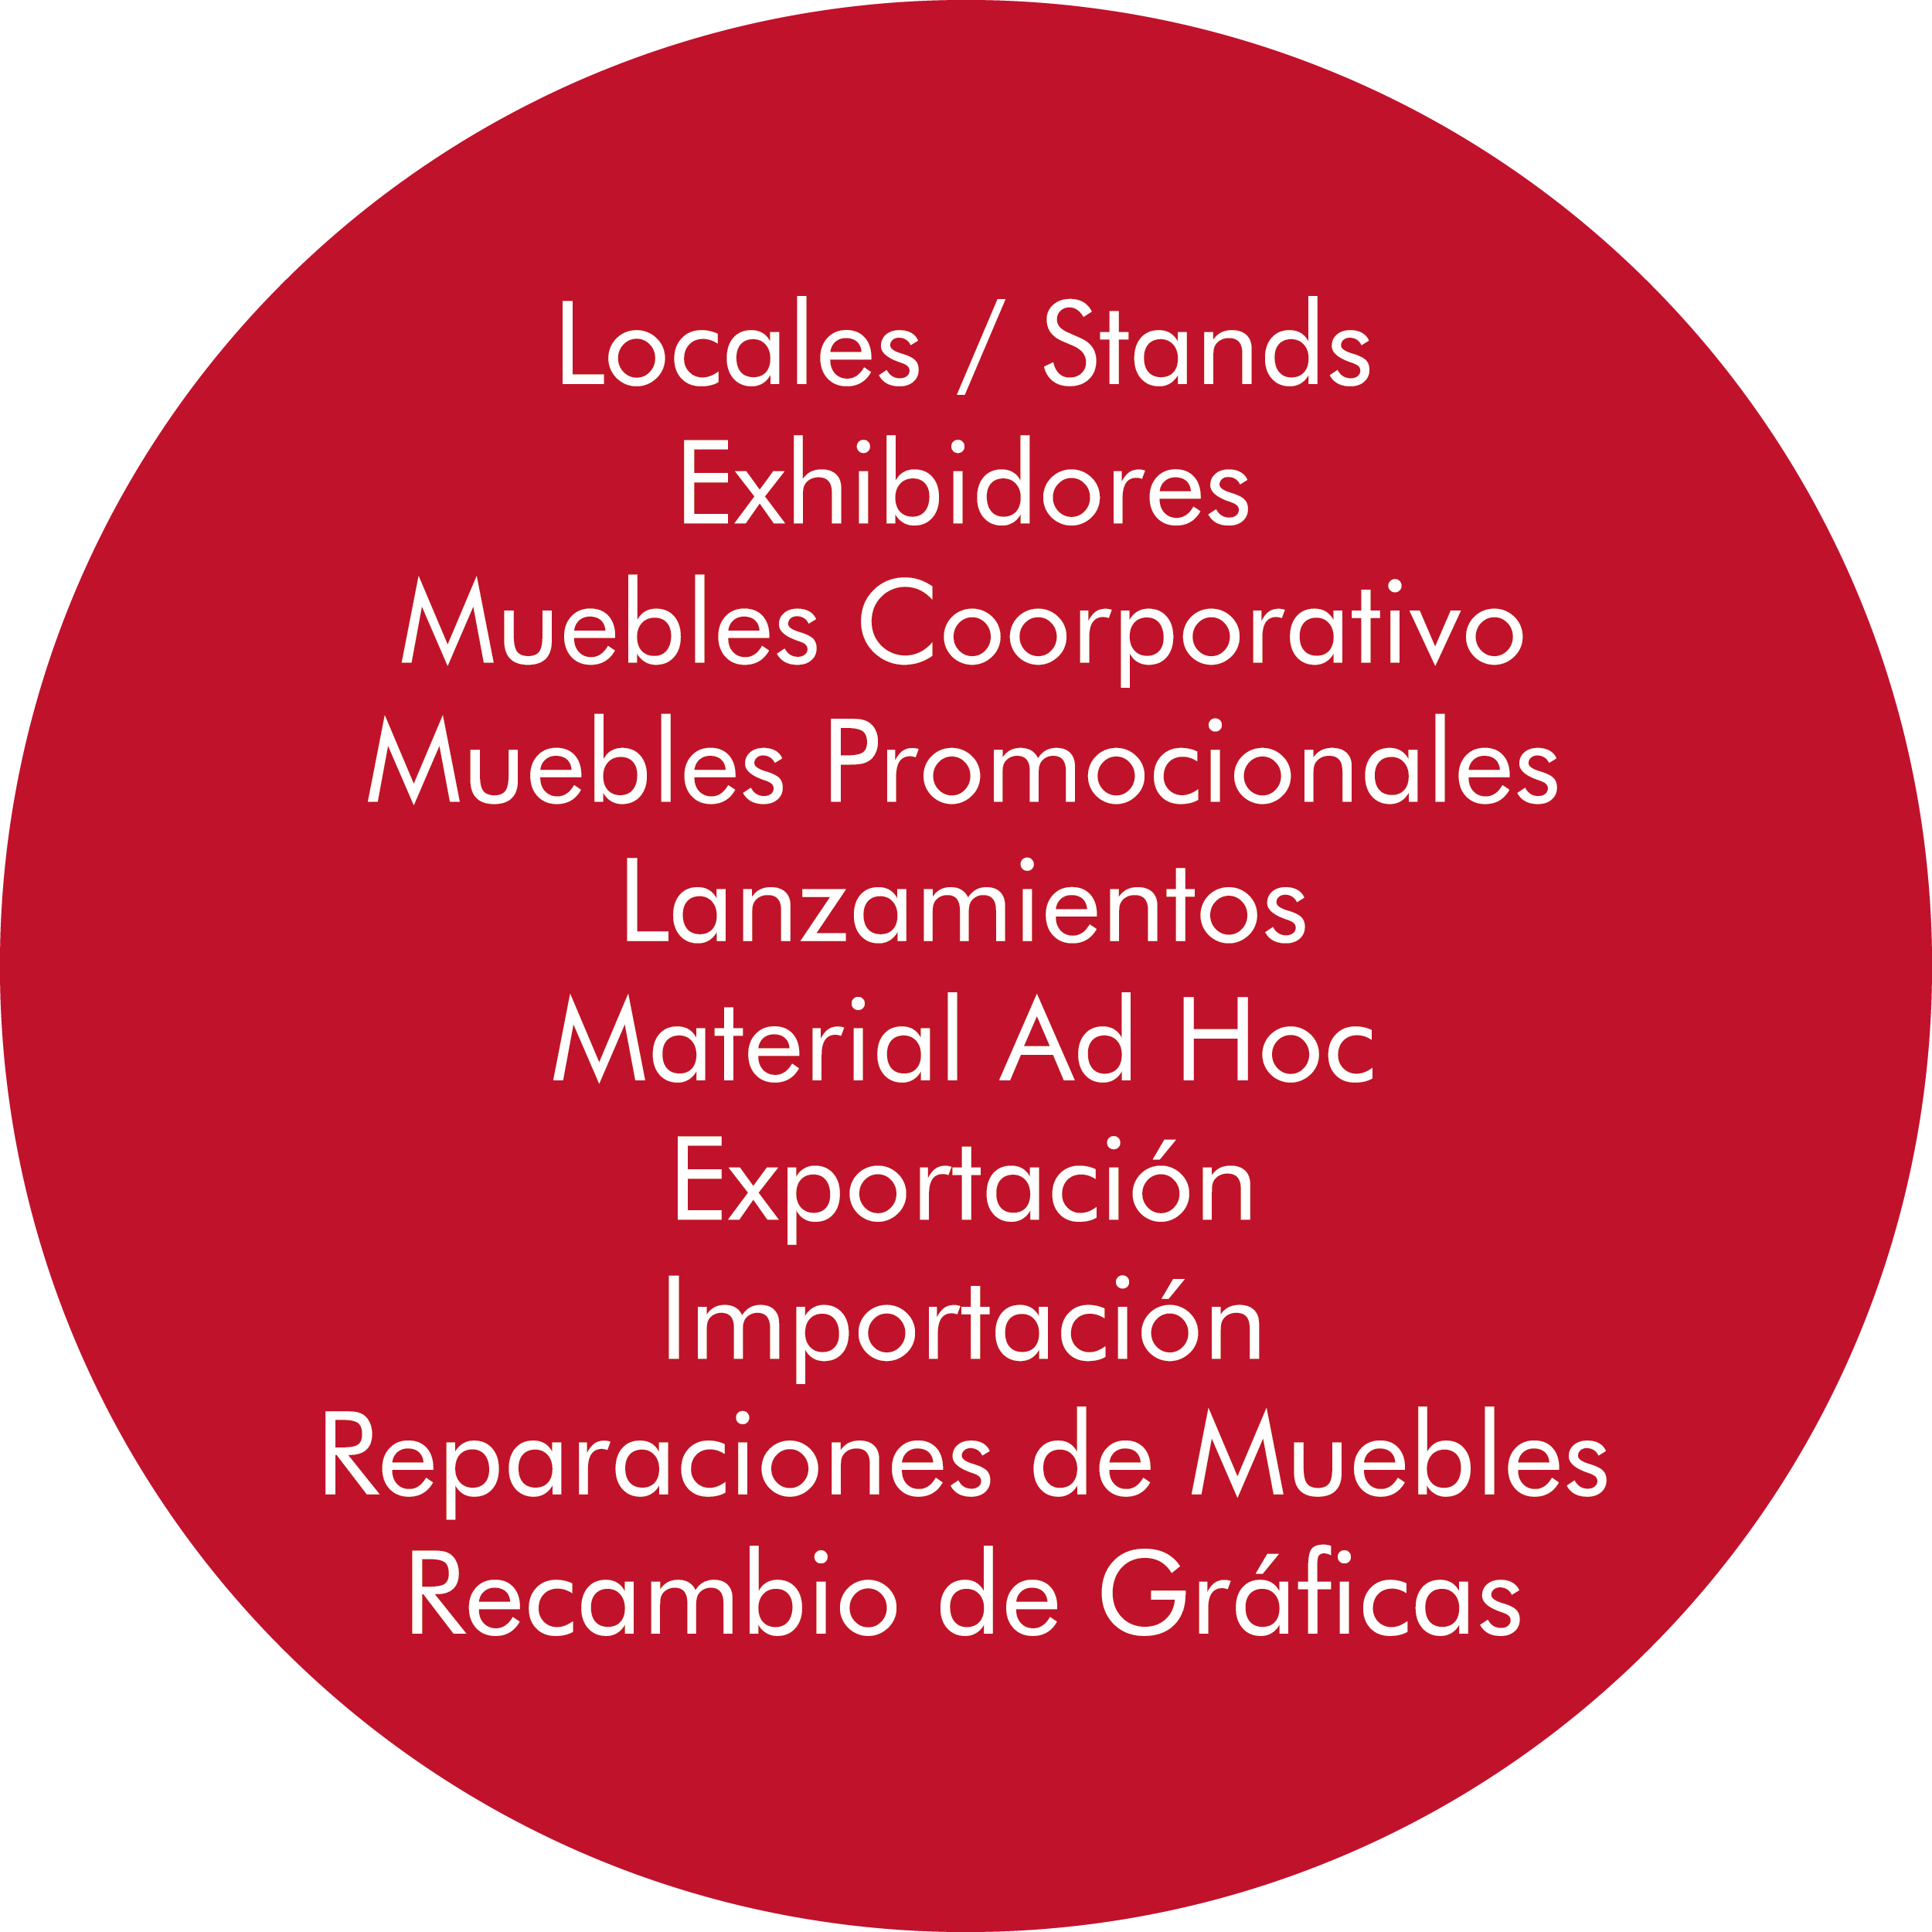 Locales / Stands
Exhibidores
Muebles Coorporativo
Muebles Promocionales
Lanzamientos
Material Ad Hoc
Exportación
Importación
Reparaciones de Muebles
Recambio de Gráficas